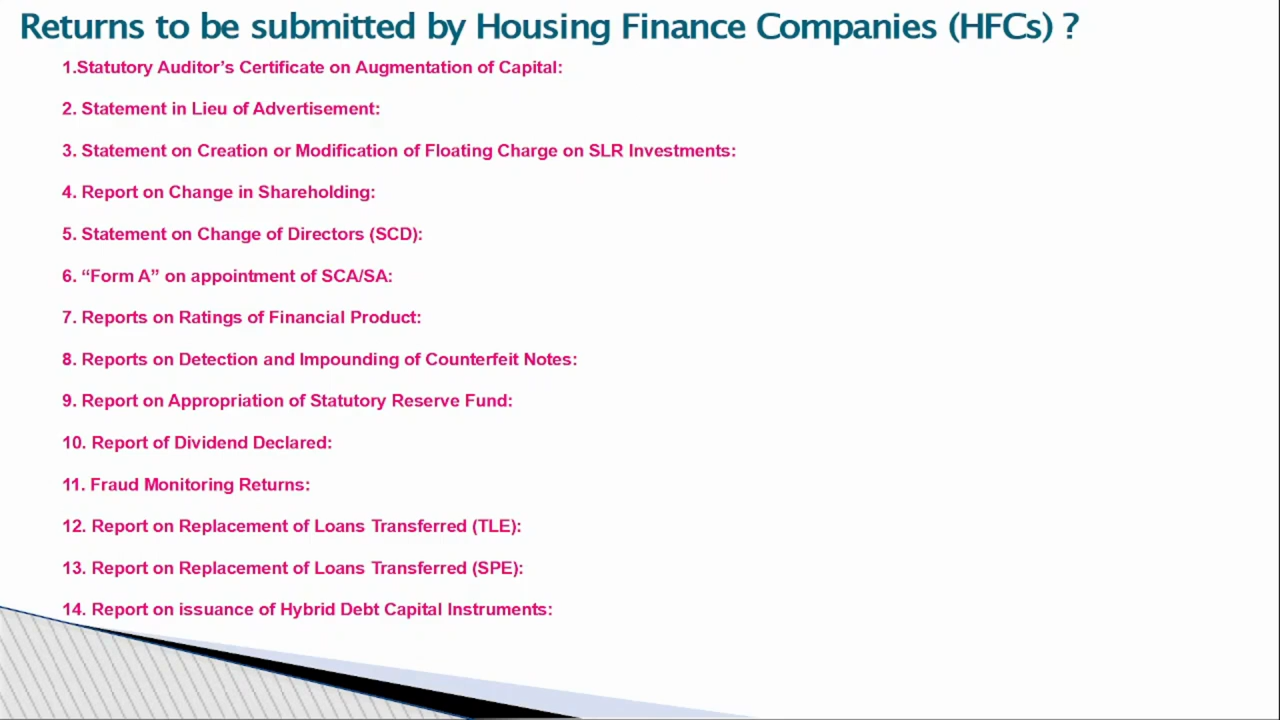 Returns to be submitted by Housing Finance Companies (HFCs) ?
1.Statutory Auditor’s Certificate on Augmentation of Capital:
2. Statement in Lieu of Advertisement:
3. Statement on Creation or Modification of Floating Charge on SLR Investments:
4. Report on Change in Shareholding:
5. Statement on Change of Directors (SCD):
6. “Form A” on appointment of SCA/SA:
7. Reports on Ratings of Financial Product:
8. Reports on Detection and Impounding of Counterfeit Notes:
9. Report on Appropriation of Statutory Reserve Fund:
10. Report of Dividend Declared:
11. Fraud Monitoring Returns:
12. Report on Replacement of Loans Transferred (TLE):
13. Report on Replacement of Loans Transferred (SPE):
14. Report on issuance of Hybrid Debt Capital Instruments: